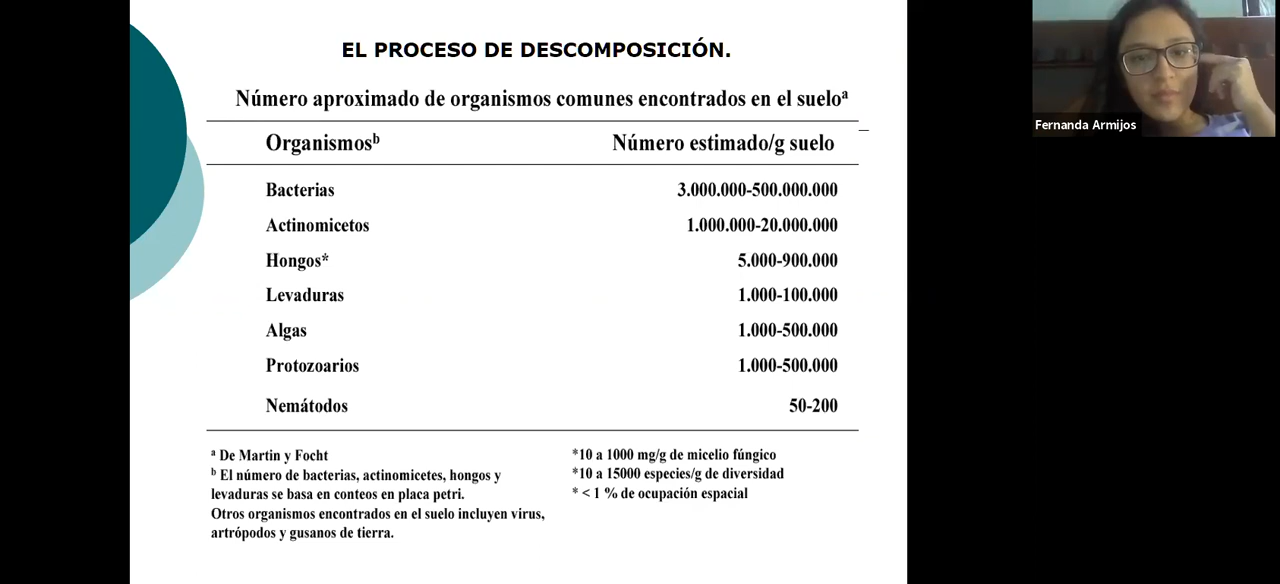 EL PROCESO DE DESCOMPOSICIÓN.
Número aproximado de organismos comunes encontrados en el sueloª
Organismosᵇ Número estimado/g suelo
Bacterias 3.000.000-500.000.000
Actinomicetos 1.000.000-20.000.000
Hongos* 5.000-900.000
Levaduras 1.000-100.000
Algas 1.000-500.000
Protozoarios 1.000-500.000
Nemátodos 50-200
ª De Martin y Focht
ᵇ El número de bacterias, actinomicetes, hongos y
levaduras se basa en conteos en placa petri.
Otros organismos encontrados en el suelo incluyen virus,
artrópodos y gusanos de tierra.
*10 a 1000 mg/g de micelio fúngico
*10 a 15000 especies/g de diversidad
* < 1 % de ocupación espacial
Fernanda Armijos